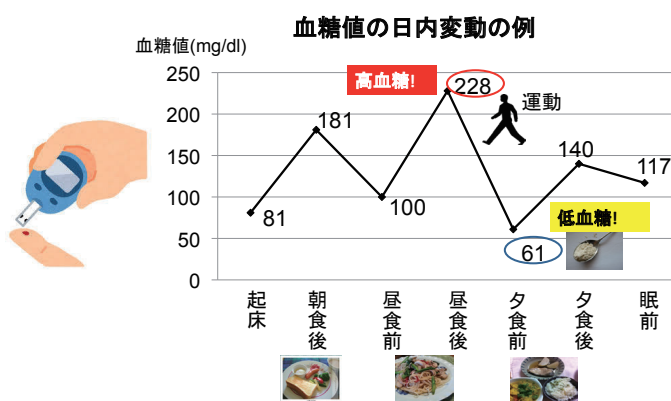 血糖値の日内変動の例
血糖値(mg/dl)
250
200
150
100
50
0
高血糖!
228
運動
181
81
100
140
117
低血糖!
61
起床
朝食後
昼食前
昼食後
夕食前
夕食後
眠前